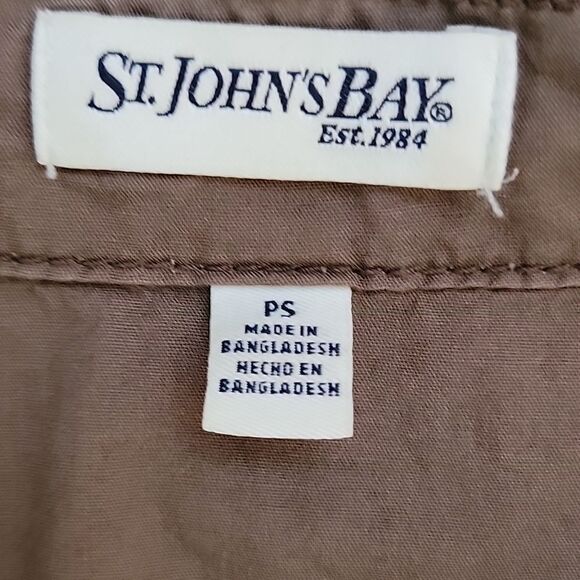 ST. JOHN'S BAY®
Est.1984
PS
MADE IN
BANGLADESH
HECHO EN
BANGLADESH